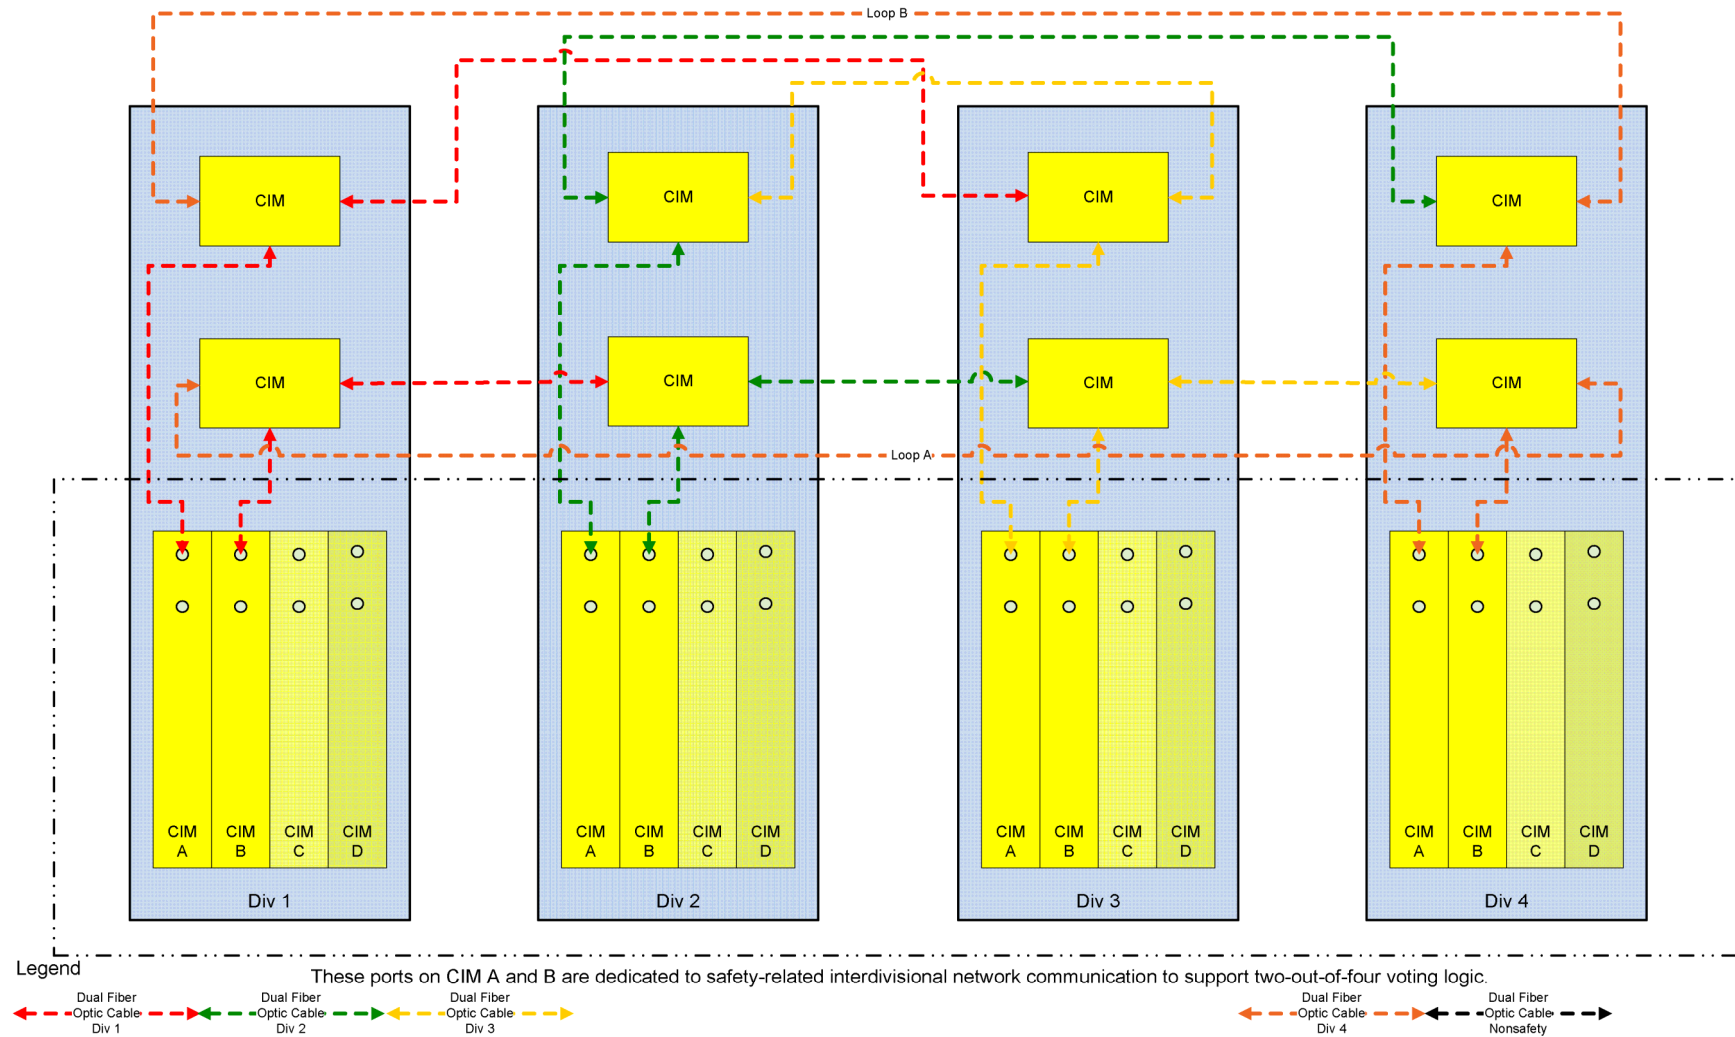 Loop B
CIM
CIM
CIM
CIM
CIM
CIM
CIM
CIM
Loop A
CIM
A
CIM
B
CIM
C
CIM
D
CIM
A
CIM
B
CIM
C
CIM
D
CIM
A
CIM
B
CIM
C
CIM
D
CIM
A
CIM
B
CIM
C
CIM
D
Div 1
Div 2
Div 3
Div 4
Legend
These ports on CIM A and B are dedicated to safety-related interdivisional network communication to support two-out-of-four voting logic.
Dual Fiber
Optic Cable
Div 1
Dual Fiber
Optic Cable
Div 2
Dual Fiber
Optic Cable
Div 3
Dual Fiber
Optic Cable
Div 4
Dual Fiber
Optic Cable
Nonsafety